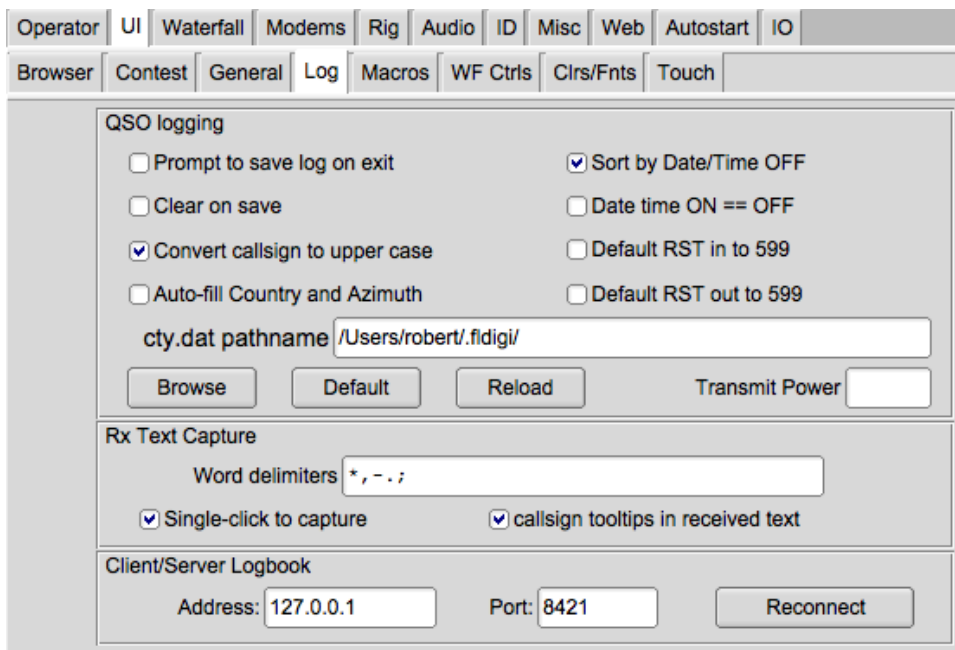 Operator UI Waterfall Modems Rig Audio ID Misc Web Autostart IO
Browser Contest General Log Macros WF Ctrls Clrs/Fnts Touch
QSO logging
Prompt to save log on exit Sort by Date/Time OFF
Clear on save Date time ON == OFF
Convert callsign to upper case Default RST in to 599
Auto-fill Country and Azimuth Default RST out to 599
cty.dat pathname /Users/robert/.fldigi/
Browse Default Reload Transmit Power
Rx Text Capture
Word delimiters *,-.;
Single-click to capture callsign tooltips in received text
Client/Server Logbook
Address: 127.0.0.1 Port: 8421 Reconnect